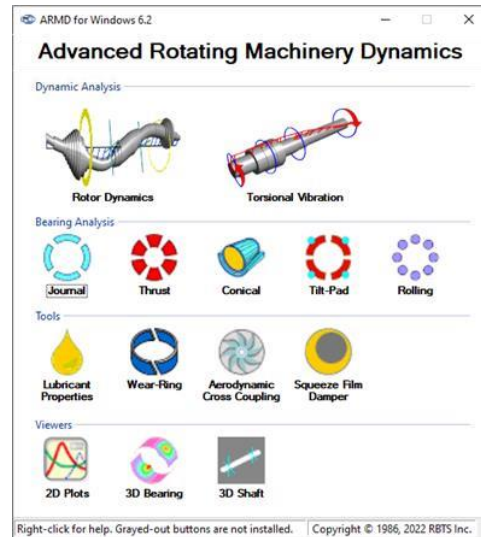 ARMD for Windows 6.2
Advanced Rotating Machinery Dynamics
Dynamic Analysis
Rotor Dynamics
Torsional Vibration
Bearing Analysis
Journal
Thrust
Conical
Tilt-Pad
Rolling
Tools
Lubricant
Properties
Wear-Ring
Aerodynamic
Cross Coupling
Squeeze Film
Damper
Viewers
2D Plots
3D Bearing
3D Shaft
Right-click for help. Grayed-out buttons are not installed.
Copyright © 1986, 2022 RBTS Inc.